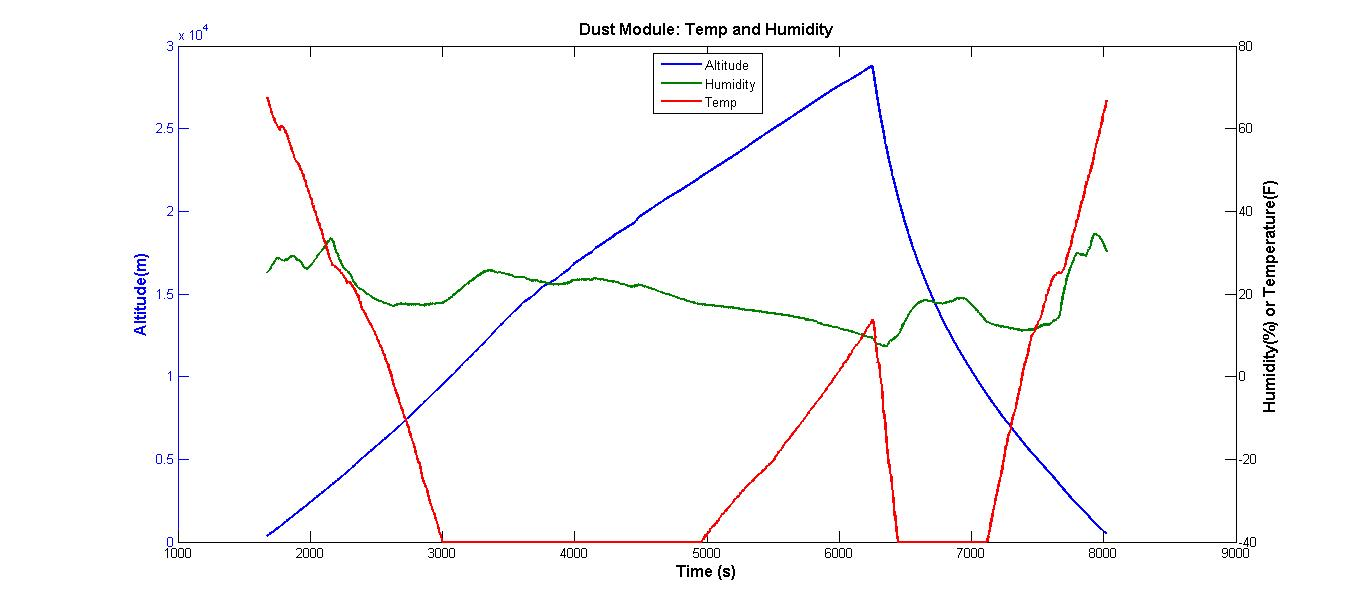 Dust Module: Temp and Humidity
x 10^4
3
2.5
2
1.5
1
0.5
0
Altitude(m)
Altitude
Humidity
Temp
80
60
40
20
0
-20
-40
Humidity(%) or Temperature(F)
1000 2000 3000 4000 5000 6000 7000 8000 9000
Time (s)